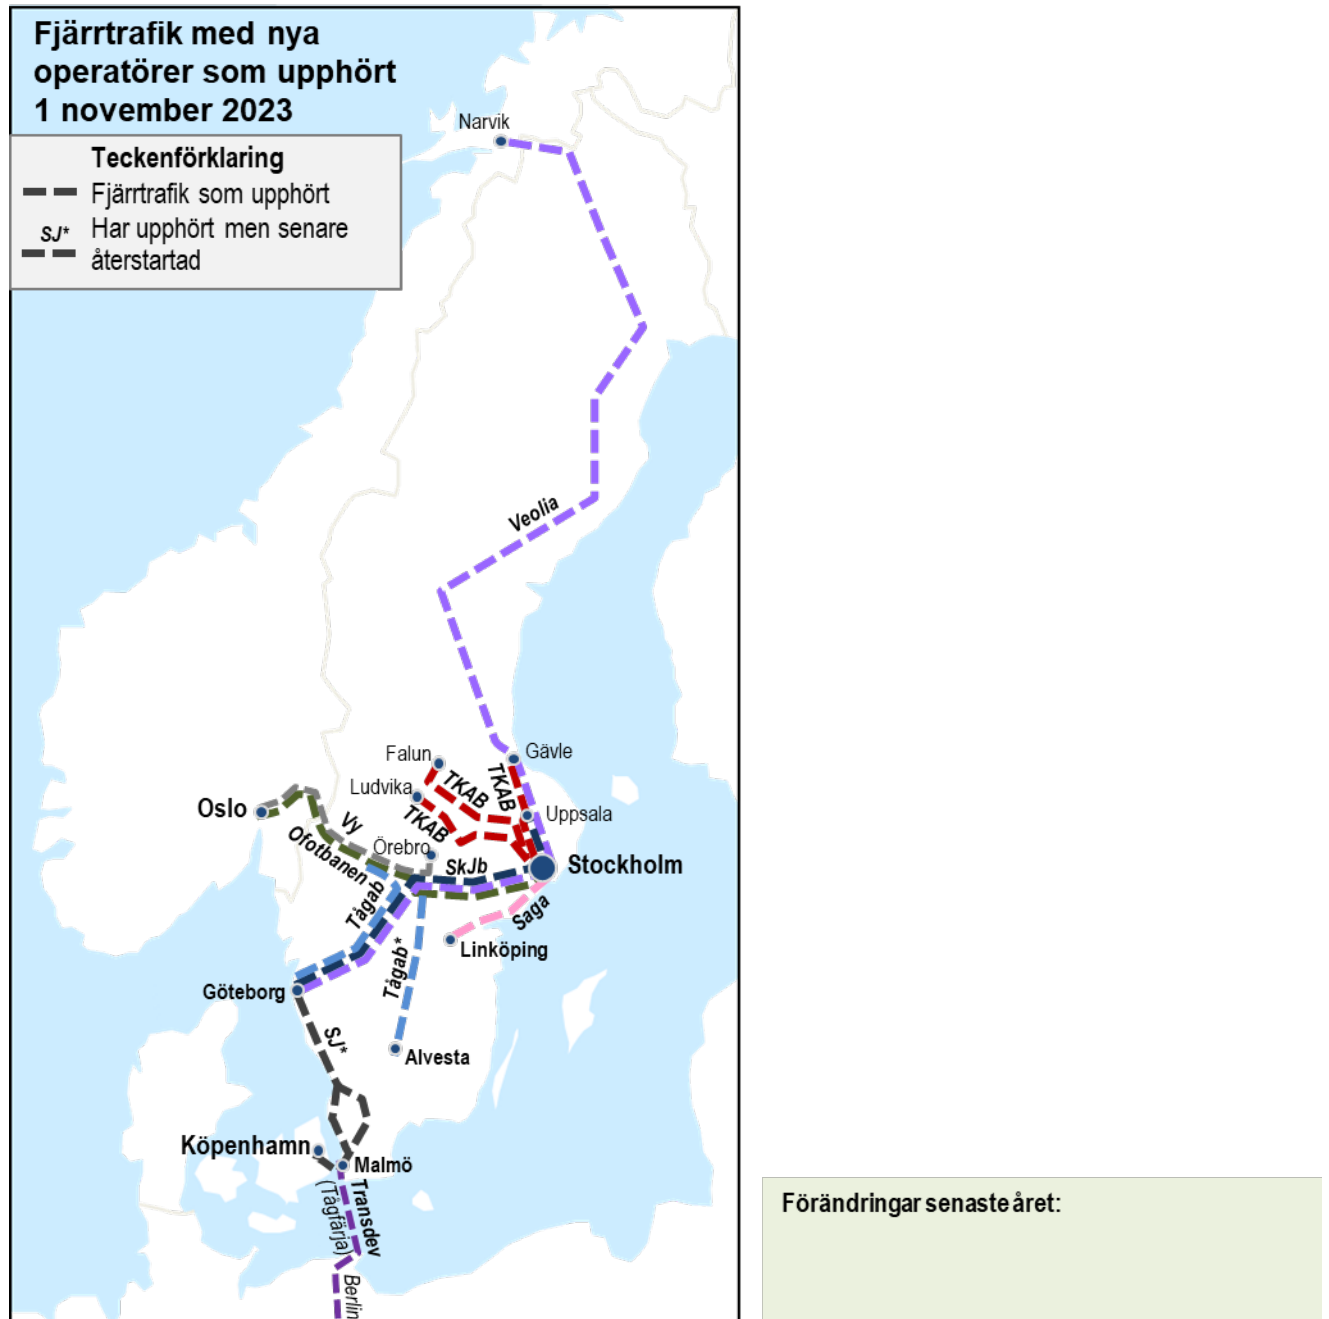 Fjärrtrafik med nya
operatörer som upphört
1 november 2023
Teckenförklaring
Fjärrtrafik som upphört
SJ* Har upphört men senare
återstartad
Narvik
Veolia
Falun
Gävle
Ludvika
TKAB
TKAB
TKAB
Uppsala
Oslo
Vy
Ofotbanen
Örebro
SkJb
Stockholm
Tågab
Saga
Linköping
Tågab*
Göteborg
SJ*
Alvesta
Köpenhamn
Malmö
Transdev
(Tågfärja)
Berlin
Förändringar senaste året: